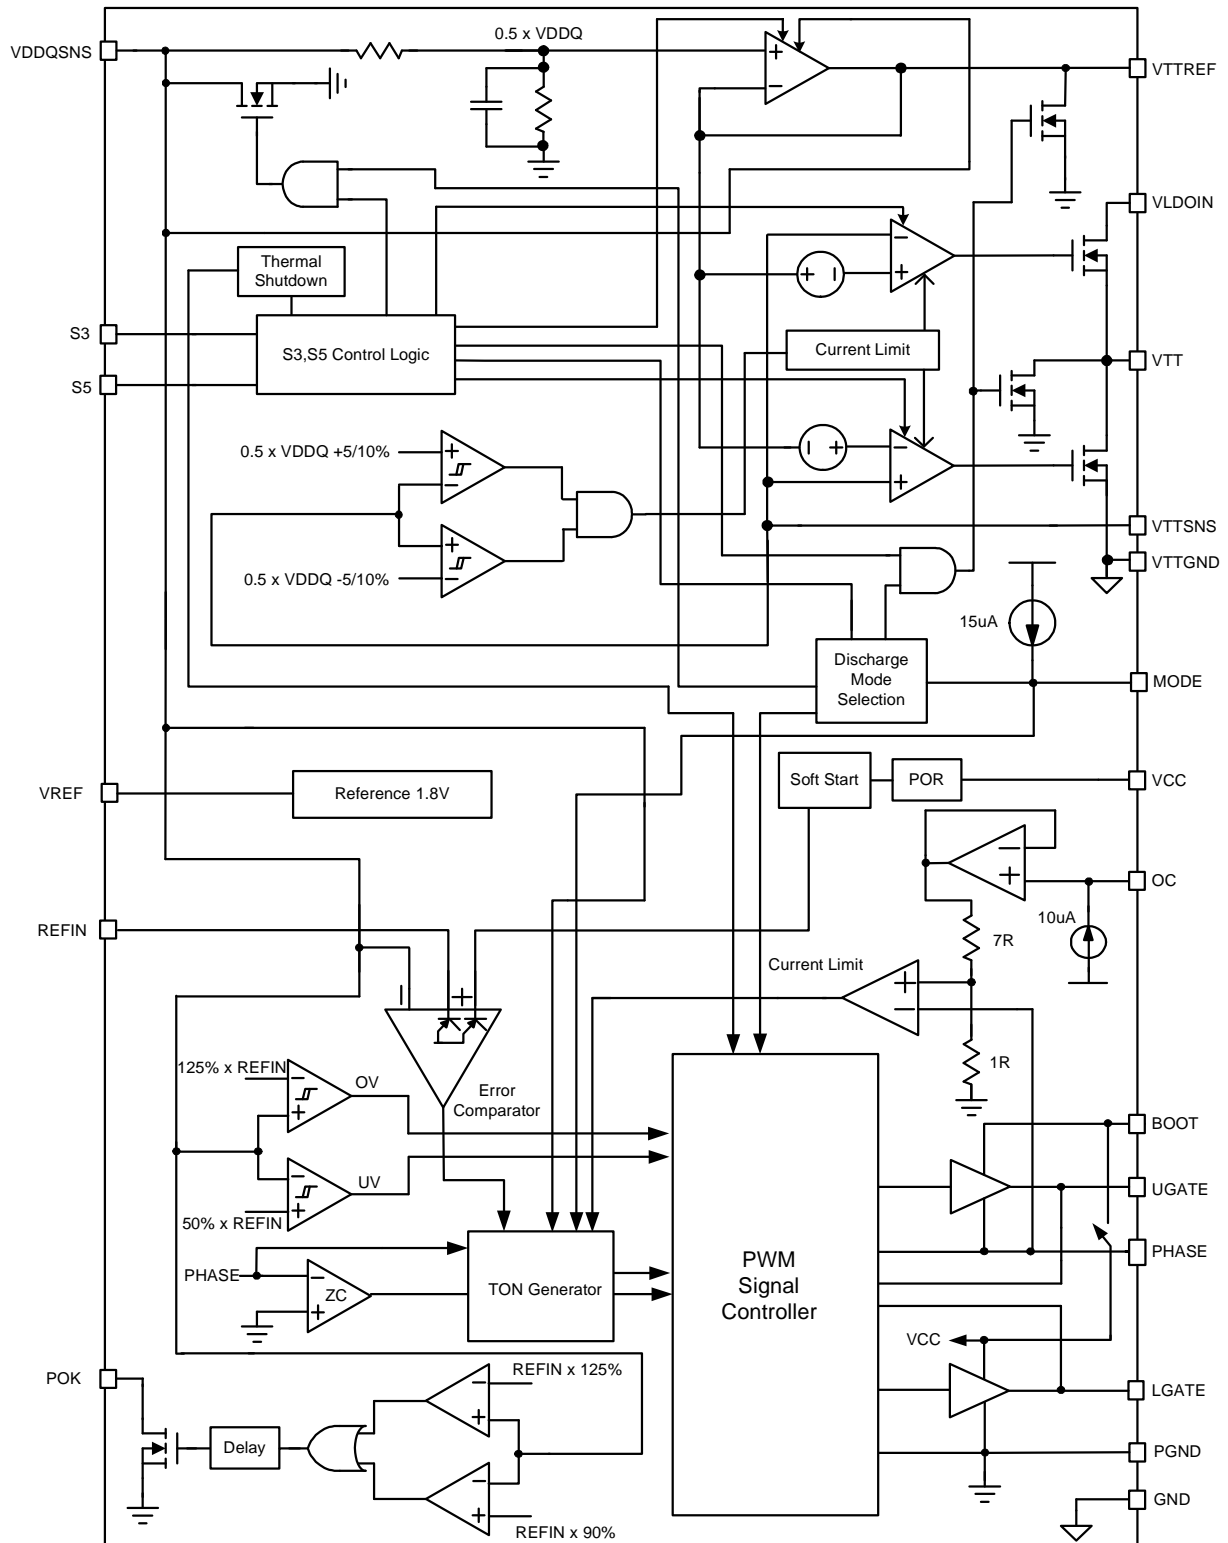 VDDQSNS
0.5 x VDDQ
+
−
VTTREF
VLDOIN
Thermal
Shutdown
−
+
+ −
S3
S3,S5 Control Logic
Current Limit
VTT
S5
0.5 x VDDQ +5/10%
+
−
− +
−
+
VTTSNS
+
−
0.5 x VDDQ -5/10%
VTTGND
15uA
Discharge
Mode
Selection
MODE
Soft Start
POR
VCC
VREF
Reference 1.8V
−
+
OC
10uA
REFIN
7R
Current Limit
+
−
− +
1R
125% x REFIN
−
+
OV
Error
Comparator
BOOT
−
+
UV
50% x REFIN
UGATE
PHASE
−
+
ZC
TON Generator
PWM
Signal
Controller
PHASE
VCC
REFIN x 125%
−
+
POK
LGATE
Delay
−
+
REFIN x 90%
PGND
GND